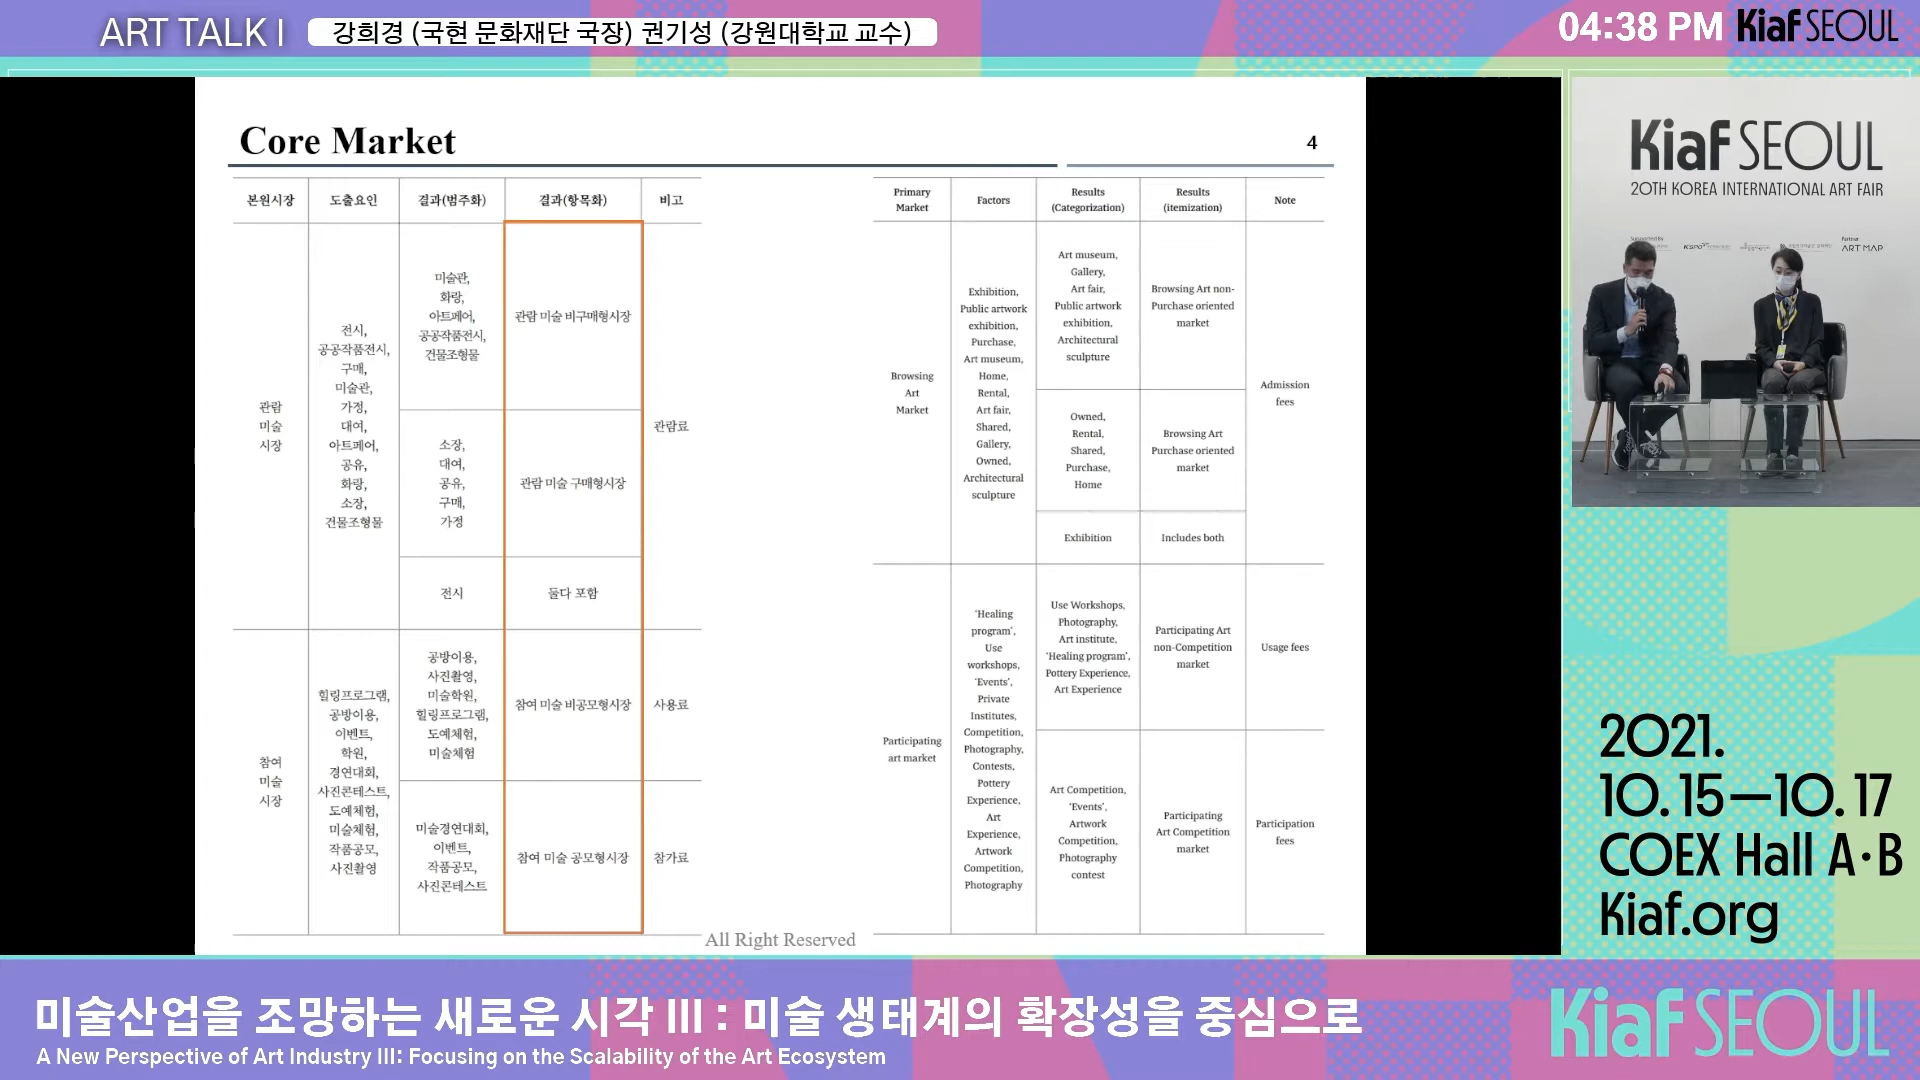 ART TALK I
강희경 (국현 문화재단 국장) 권기성 (강원대학교 교수)
04:38 PM Kiaf SEOUL
Core Market
4
본원시장 도출요인 결과(범주화) 결과(항목화) 비고
관람
미술
시장
전시,
공공작품전시,
구매,
미술관,
가정,
대여,
아트페어,
공유,
화랑,
소장,
건물조형물
미술관,
화랑,
아트페어,
공공작품전시,
건물조형물
관람 미술 비구매형시장
소장,
대여,
공유,
구매,
가정
관람 미술 구매형시장
전시
둘다 포함
관람료
참여
미술
시장
힐링프로그램,
공방이용,
이벤트,
학원,
경연대회,
사진콘테스트,
도예체험,
미술체험,
작품공모,
사진촬영
공방이용,
사진촬영,
미술학원,
힐링프로그램,
도예체험,
미술체험
참여 미술 비공모형시장
사용료
미술경연대회,
이벤트,
작품공모,
사진콘테스트
참여 미술 공모형시장
참가료
Primary
Market
Factors
Results
(Categorization)
Results
(itemization)
Note
Browsing
Art
Market
Exhibition,
Public artwork
exhibition,
Purchase,
Art museum,
Home,
Rental,
Art fair,
Shared,
Gallery,
Owned,
Architectural
sculpture
Art museum,
Gallery,
Art fair,
Public artwork
exhibition,
Architectural
sculpture
Browsing Art non-
Purchase oriented
market
Owned,
Rental,
Shared,
Purchase,
Home
Browsing Art
Purchase oriented
market
Exhibition
Includes both
Admission
fees
Participating
art market
'Healing
program',
Use
workshops,
'Events',
Private
Institutes,
Competition,
Photography,
Contests,
Pottery
Experience,
Art
Experience,
Artwork
Competition,
Photography
Use Workshops,
Photography,
Art institute,
'Healing program',
Pottery Experience,
Art Experience
Participating Art
non-Competition
market
Usage fees
Art Competition,
'Events',
Artwork
Competition,
Photography
contest
Participating
Art Competition
market
Participation
fees
All Right Reserved
Kiaf SEOUL
20TH KOREA INTERNATIONAL ART FAIR
Supported By
KSPO
Partner
ART MAP
2021.
10.15—10.17
COEX Hall A·B
Kiaf.org
미술산업을 조망하는 새로운 시각 III : 미술 생태계의 확장성을 중심으로
A New Perspective of Art Industry III: Focusing on the Scalability of the Art Ecosystem
Kiaf SEOUL